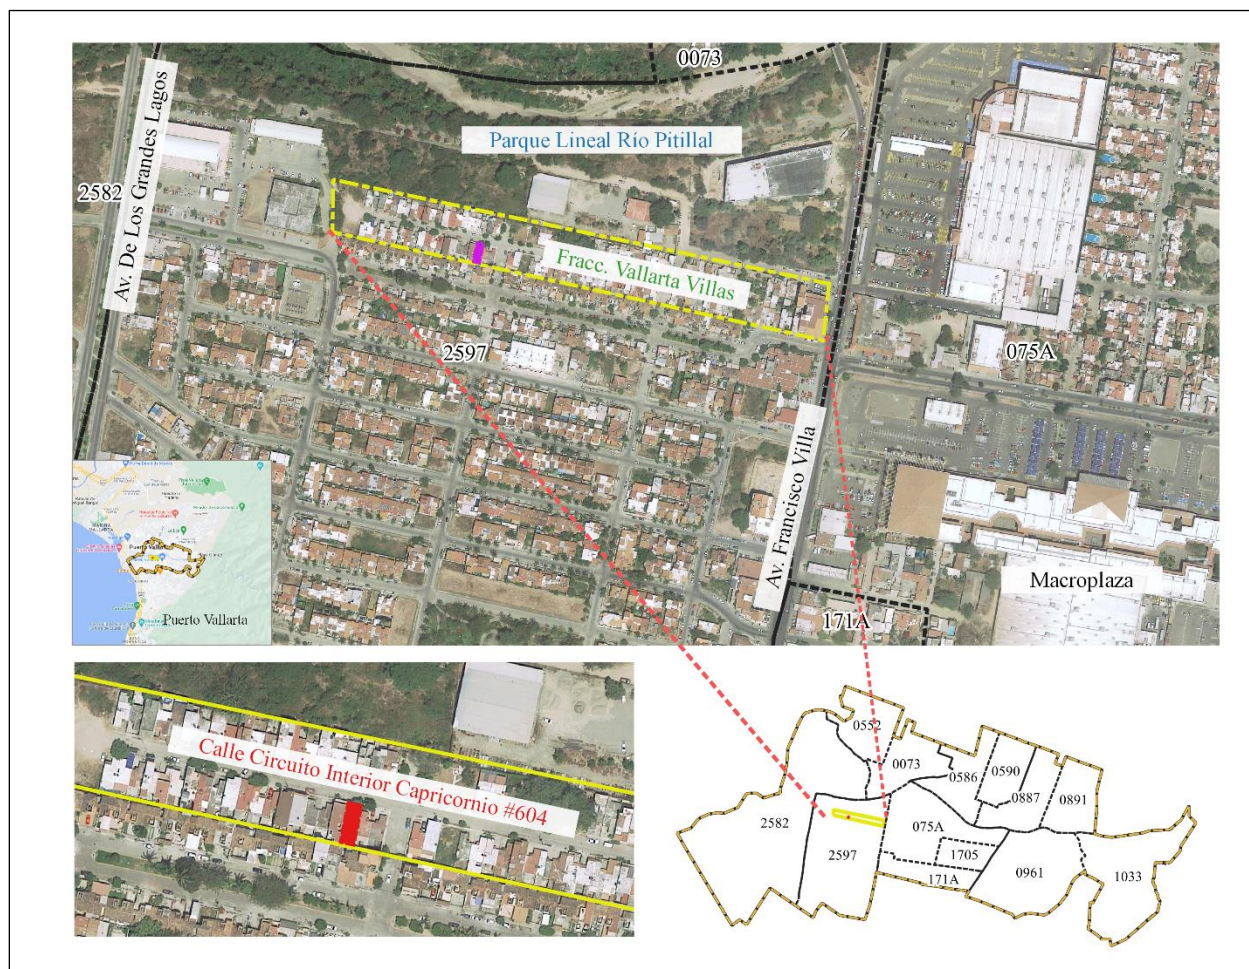 0073
Parque Lineal Río Pitillal
2582
Av. De Los Grandes Lagos
Fracc. Vallarta Villas
2597
075A
Av. Francisco Villa
Macroplaza
171A
Puerto Vallarta
Calle Circuito Interior Capricornio #604
0552
0073
0586
0590
0887
0891
2582
2597
075A
1705
171A
0961
1033